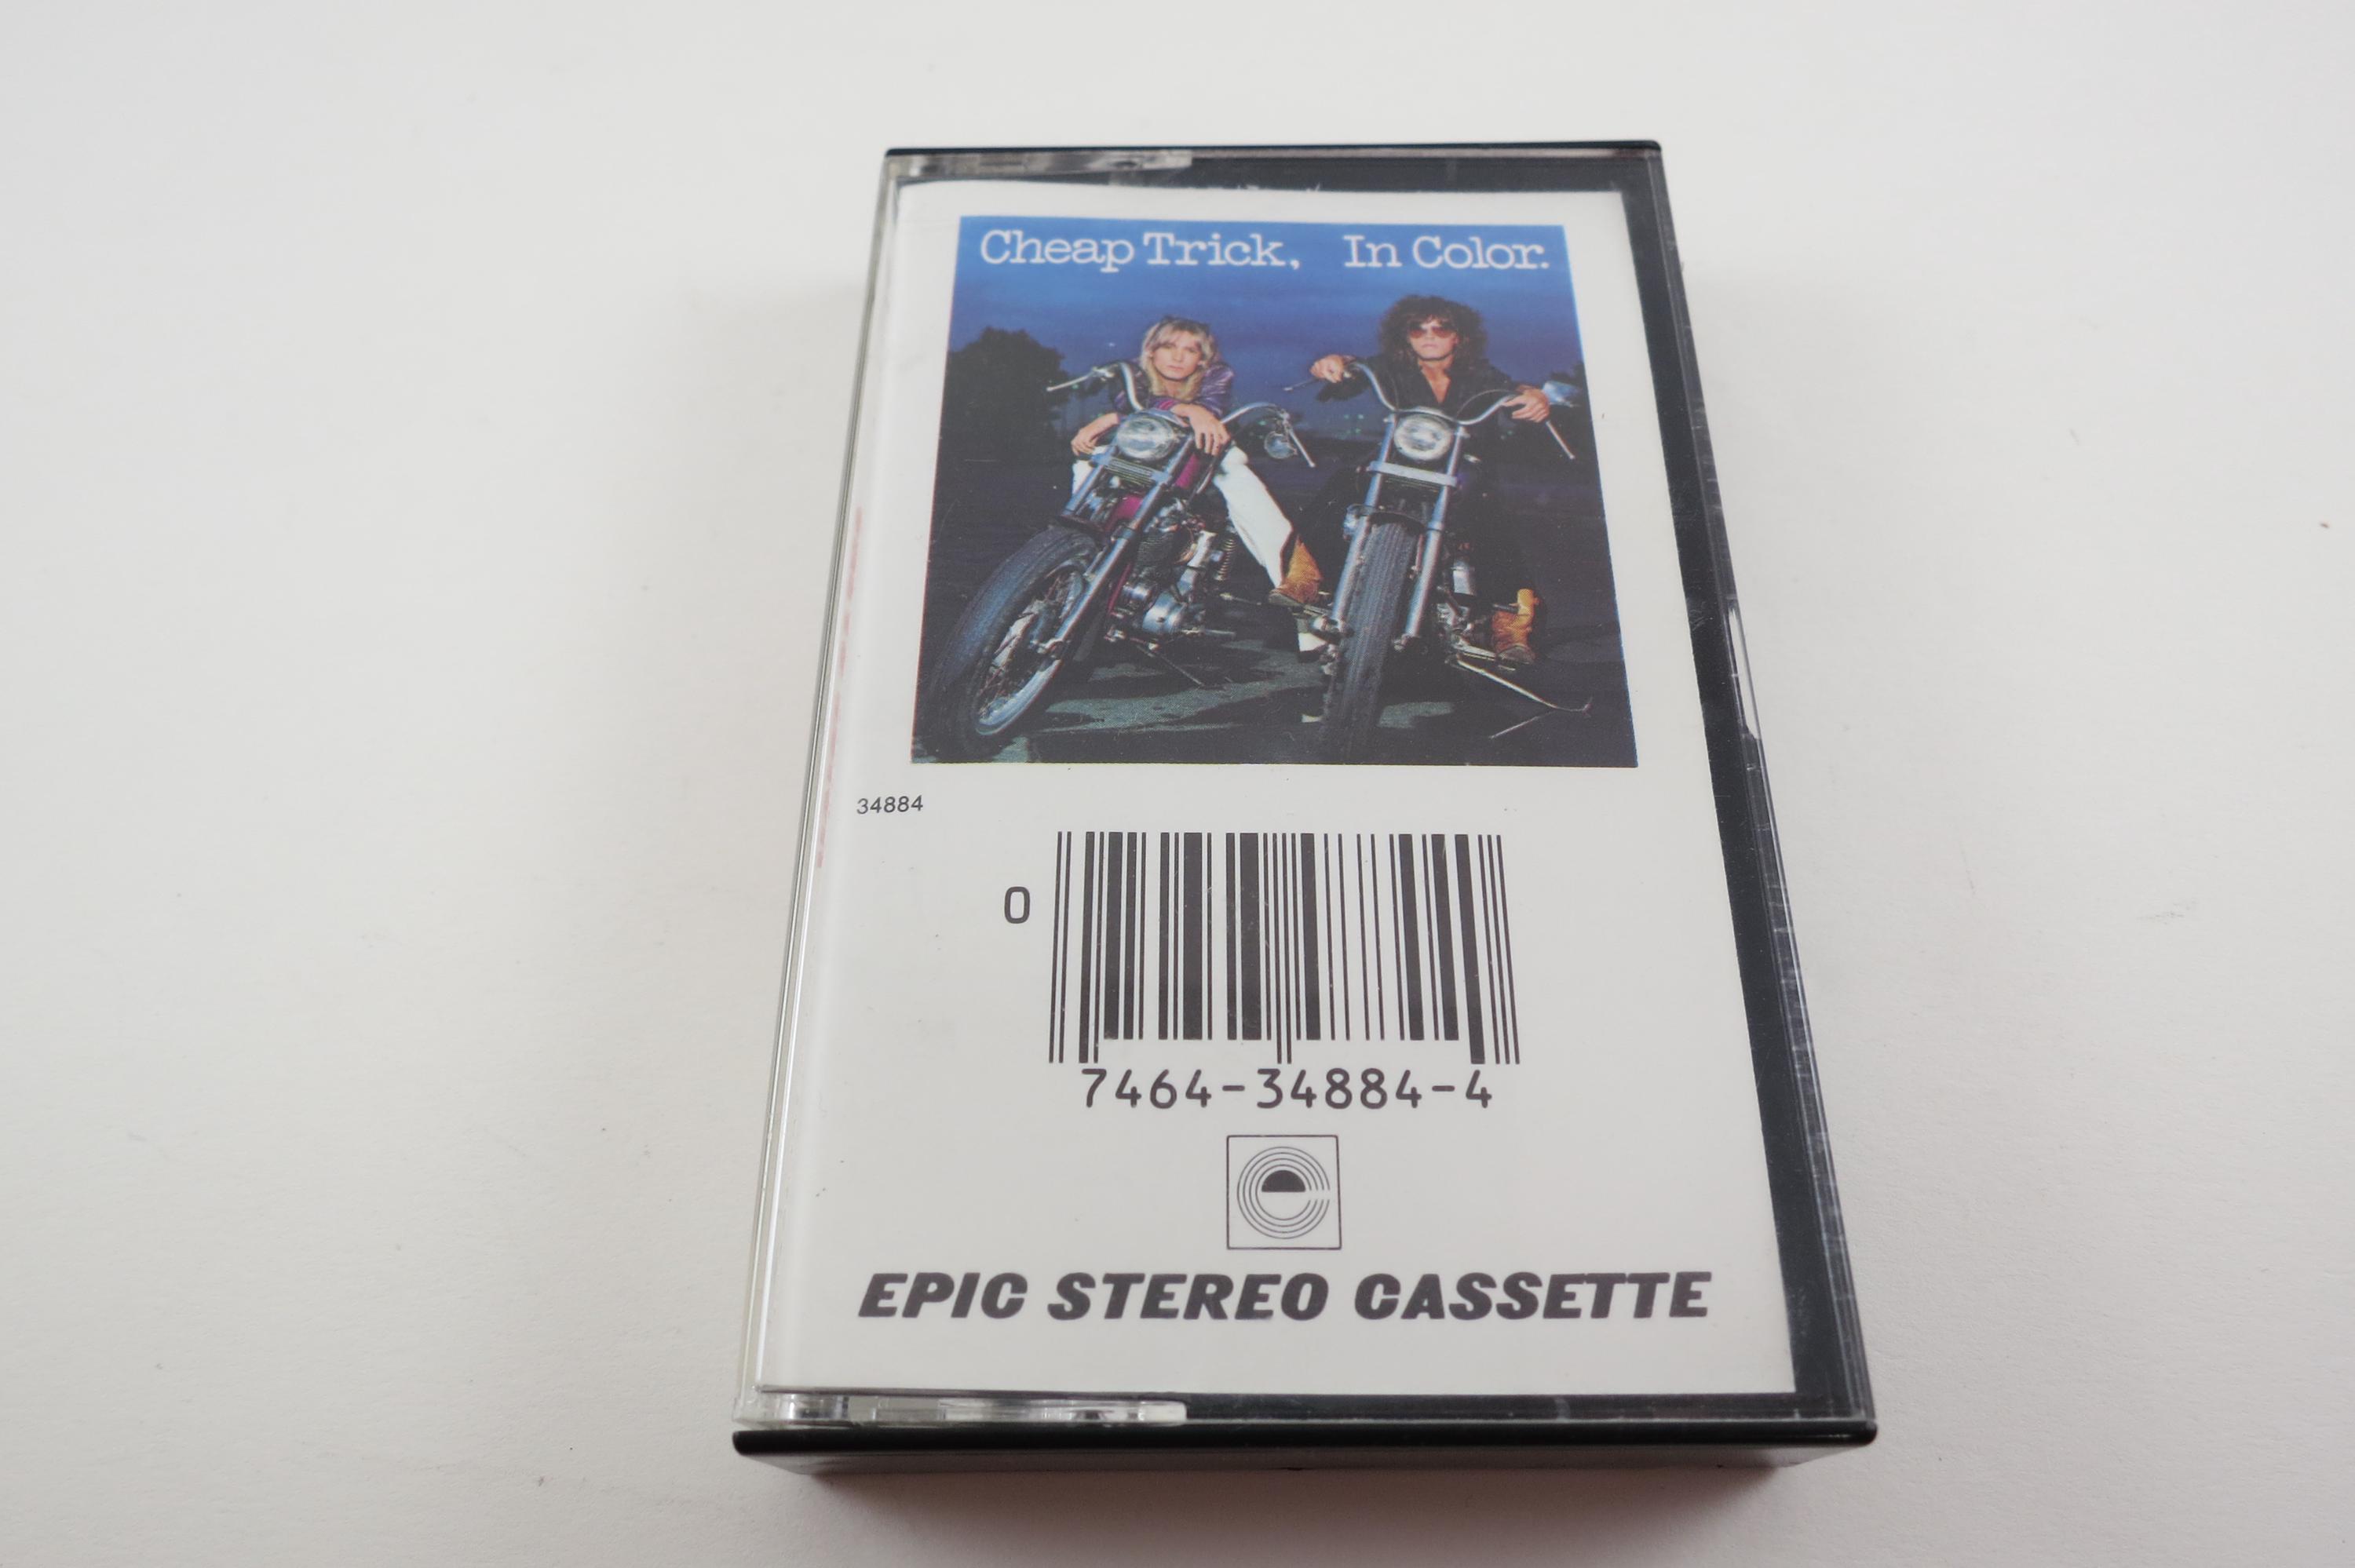 Cheap Trick, In Color.
34884
0
7464-34884-4
e
EPIC STEREO CASSETTE